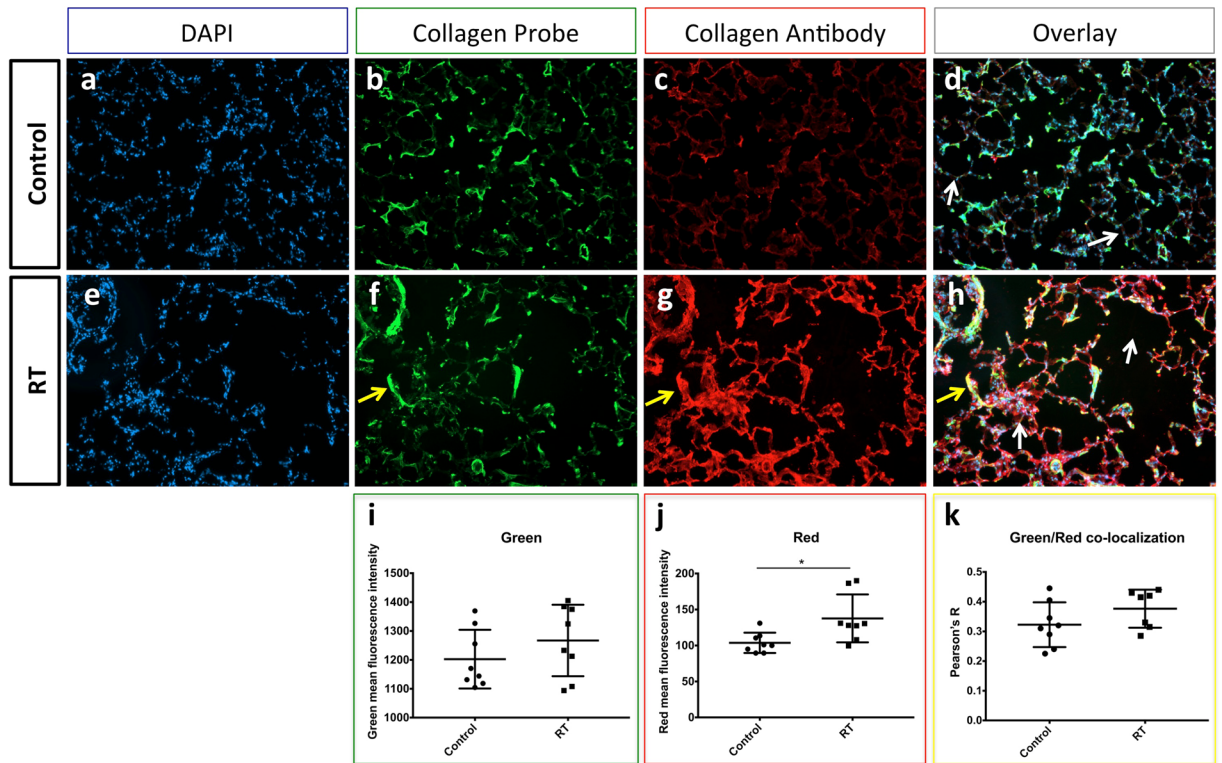 DAPI
Collagen Probe
Collagen Antibody
Overlay
Control
a
b
c
d
RT
e
f
g
h
i
Green
Green mean fluorescence intensity
1500
1400
1300
1200
1100
1000
Control
RT
j
Red
*
Red mean fluorescence intensity
200
150
100
50
0
Control
RT
k
Green/Red co-localization
Pearson's R
0.5
0.4
0.3
0.2
0.1
0.0
Control
RT